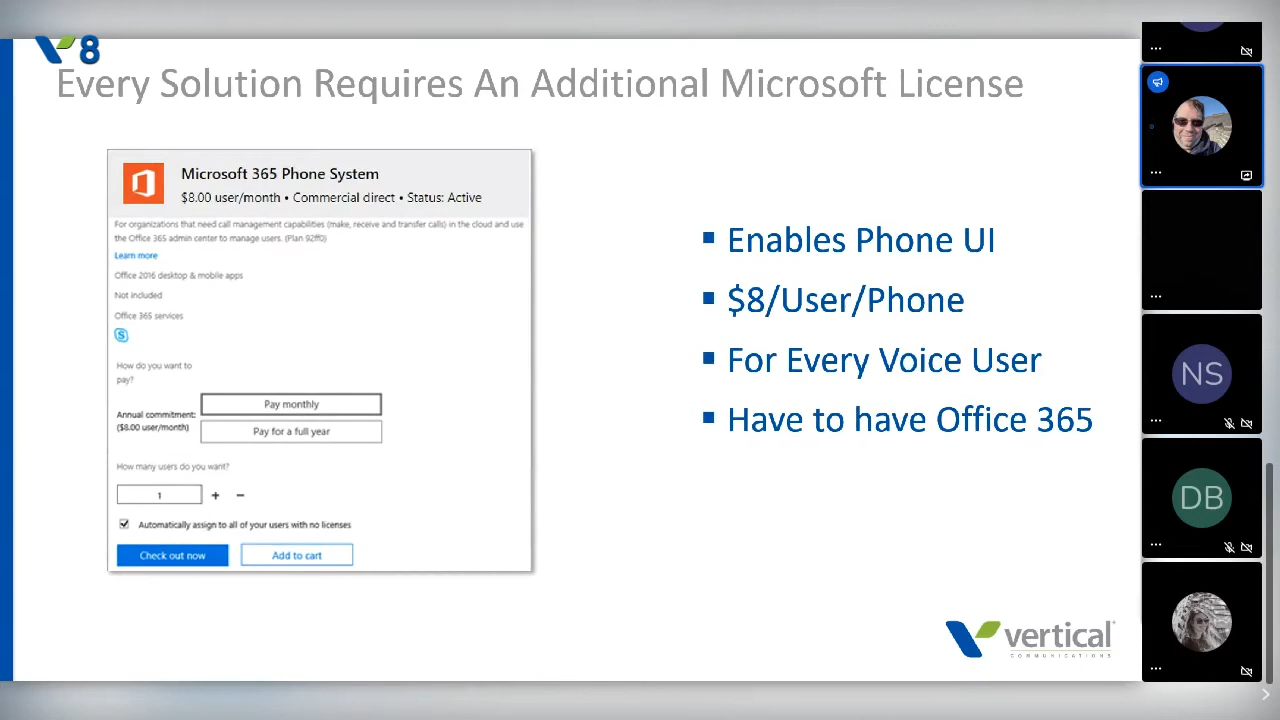 V8
Every Solution Requires An Additional Microsoft License
Microsoft 365 Phone System
$8.00 user/month • Commercial direct • Status: Active
For organizations that need call management capabilities (make, receive and transfer calls) in the cloud and use
the Office 365 admin center to manage users. (Plan 92ff0)
Learn more
Office 2016 desktop & mobile apps
Not included
Office 365 services
S
How do you want to
pay?
Annual commitment:
($8.00 user/month)
Pay monthly
Pay for a full year
How many users do you want?
1 + −
Automatically assign to all of your users with no licenses
Check out now
Add to cart
▪ Enables Phone UI
▪ $8/User/Phone
▪ For Every Voice User
▪ Have to have Office 365
vertical
COMMUNICATIONS
NS
DB